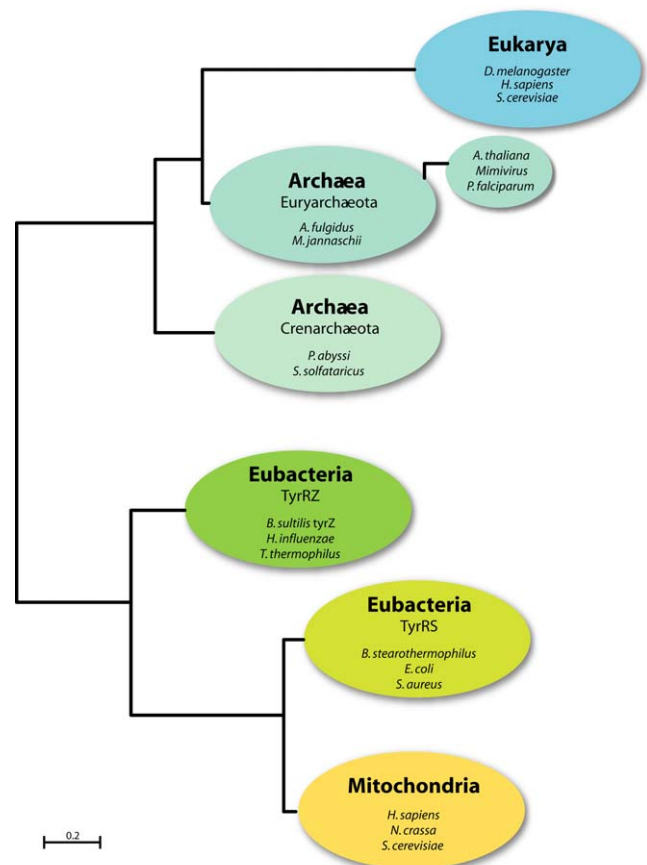 Eukarya
D. melanogaster
H. sapiens
S. cerevisiae
A. thaliana
Mimivirus
P. falciparum
Archaea
Euryarchæota
A. fulgidus
M. jannaschii
Archaea
Crenarchæota
P. abyssi
S. solfataricus
Eubacteria
TyrRZ
B. sultilis tyrZ
H. influenzae
T. thermophilus
Eubacteria
TyrRS
B. stearothermophilus
E. coli
S. aureus
Mitochondria
H. sapiens
N. crassa
S. cerevisiae
0.2